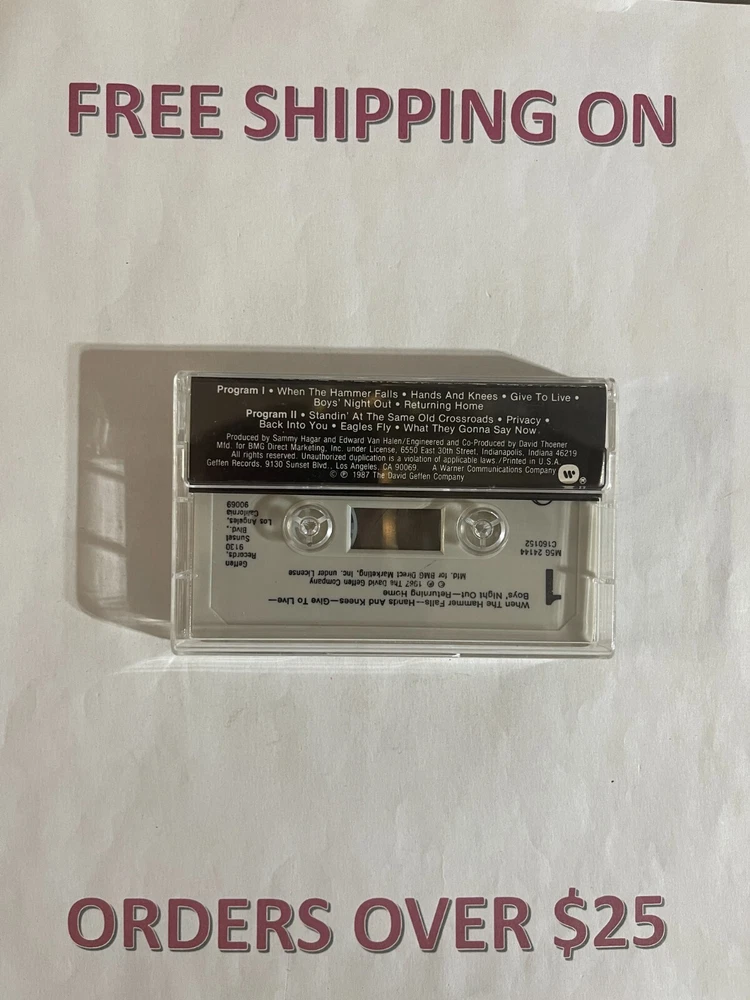 FREE SHIPPING ON
Program I • When The Hammer Falls • Hands And Knees • Give To Live •
Boys' Night Out • Returning Home
Program II • Standin' At The Same Old Crossroads • Privacy •
Back Into You • Eagles Fly • What They Gonna Say Now
Produced by Sammy Hagar and Edward Van Halen/Engineered and Co-Produced by David Thoener
Mfd. for BMG Direct Marketing, Inc. under License, 6550 East 30th Street, Indianapolis, Indiana 46219
All rights reserved. Unauthorized duplication is a violation of applicable laws./Printed in U.S.A.
Geffen Records, 9130 Sunset Blvd., Los Angeles, CA 90069 A Warner Communications Company
© ℗ 1987 The David Geffen Company
1
When The Hammer Falls—Hands And Knees—Give To Live—
Boys' Night Out—Returning Home
© ℗ 1987 The David Geffen Company
Mfd. for BMG Direct Marketing, Inc. under License
M5G 24144
C160152
Geffen
Records,
9130
Sunset
Blvd.,
Los Angeles,
California
90069
ORDERS OVER $25